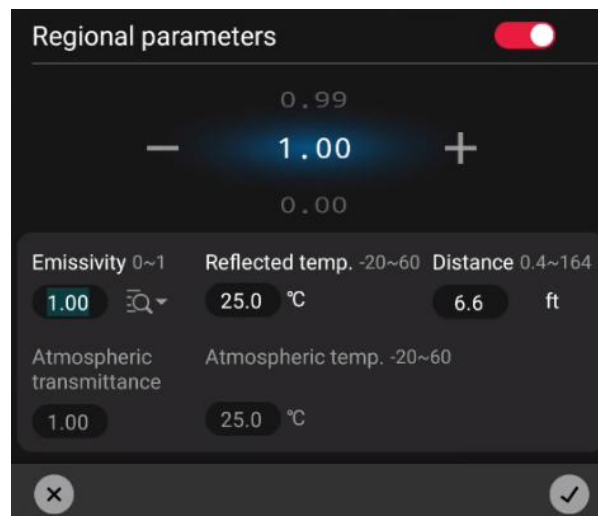 Regional parameters
0.99
1.00
0.00
Emissivity 0~1 Reflected temp. -20~60 Distance 0.4~164
1.00 25.0 ℃ 6.6 ft
Atmospheric transmittance Atmospheric temp. -20~60
1.00 25.0 ℃